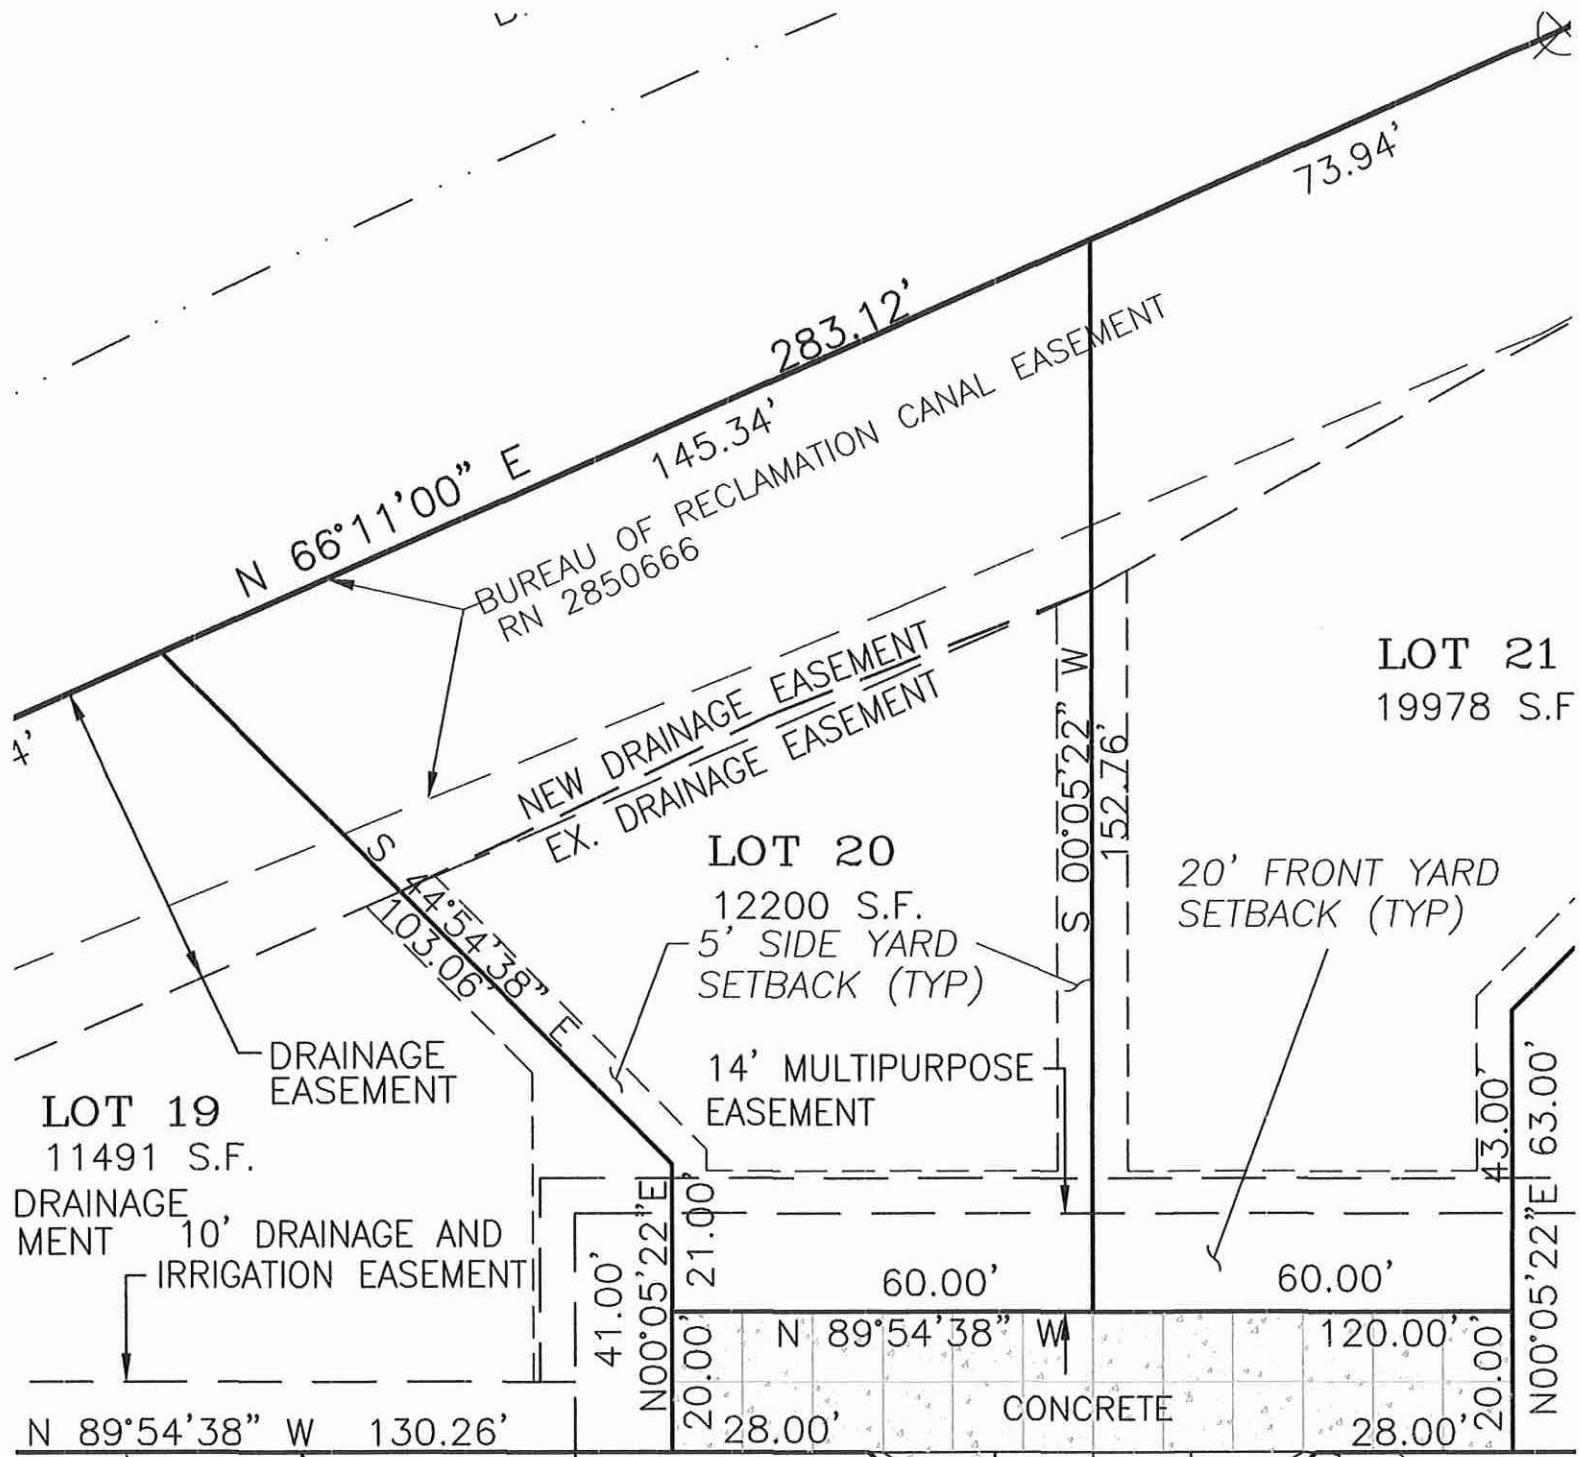 73.94'
283.12'
145.34'
N 66°11'00" E
BUREAU OF RECLAMATION CANAL EASEMENT
RN 2850666
NEW DRAINAGE EASEMENT
EX. DRAINAGE EASEMENT
S 44°54'38" E
103.06'
S 00°05'22" W
152.76'
LOT 21
19978 S.F
4'
LOT 20
12200 S.F.
5' SIDE YARD
SETBACK (TYP)
20' FRONT YARD
SETBACK (TYP)
DRAINAGE
EASEMENT
14' MULTIPURPOSE
EASEMENT
LOT 19
11491 S.F.
DRAINAGE
MENT
10' DRAINAGE AND
IRRIGATION EASEMENT
41.00'
N00°05'22"E
21.00'
20.00'
60.00'
60.00'
43.00'
N00°05'22"E 63.00'
20.00'
N 89°54'38" W
120.00'
CONCRETE
28.00'
28.00'
N 89°54'38" W 130.26'